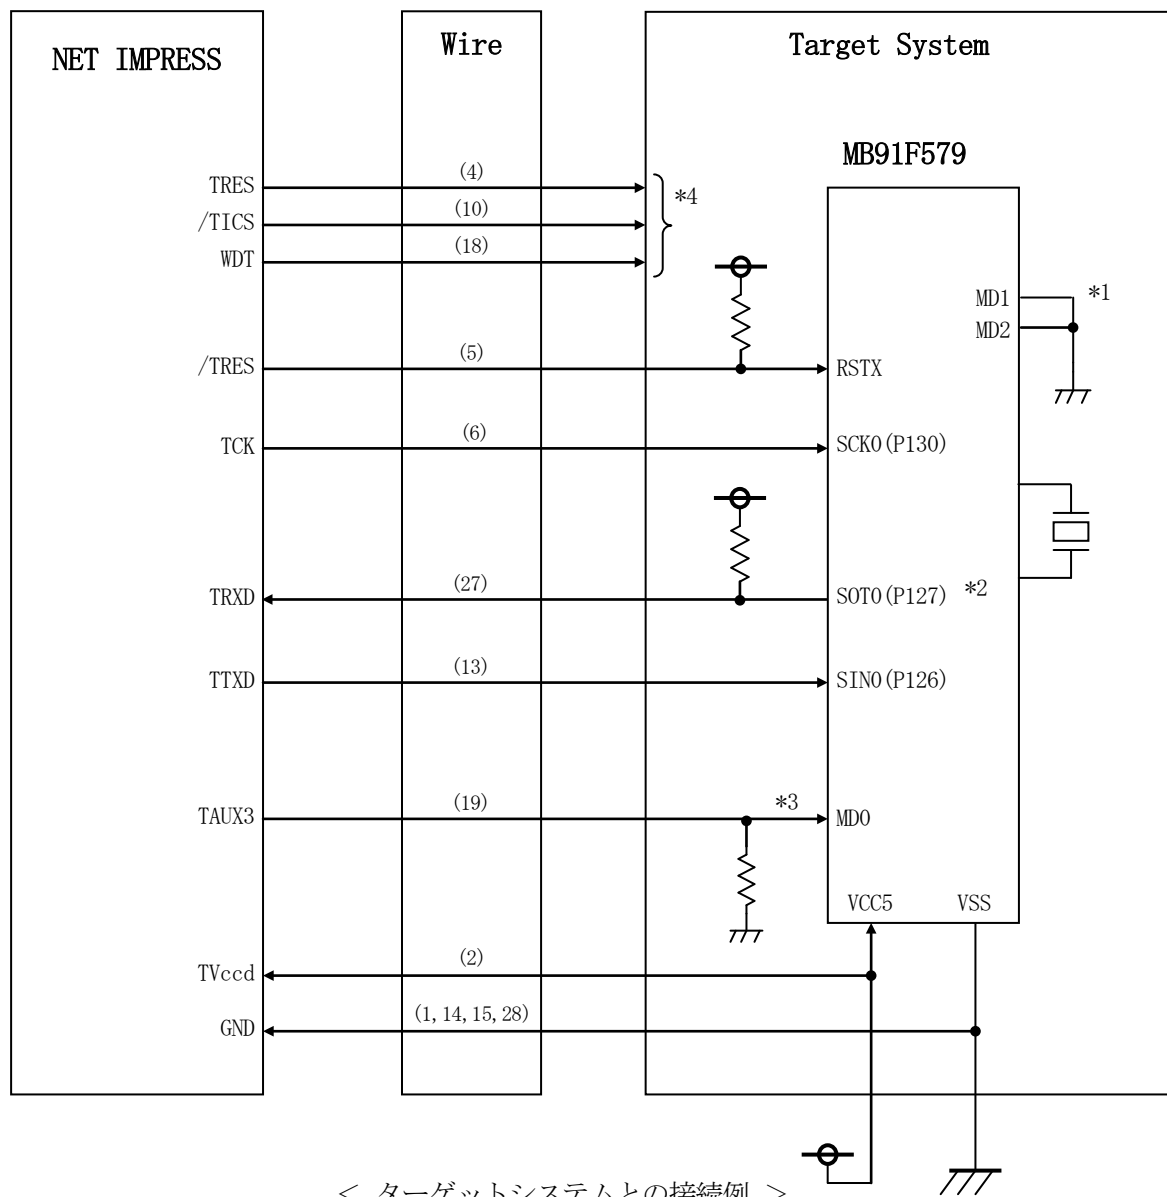 NET IMPRESS
Wire
Target System
MB91F579
TRES
(4)
*4
/TICS
(10)
WDT
(18)
MD1
*1
MD2
/TRES
(5)
RSTX
TCK
(6)
SCK0(P130)
TRXD
(27)
SOT0(P127)
*2
TTXD
(13)
SIN0(P126)
TAUX3
(19)
*3
MD0
VCC5
VSS
TVccd
(2)
GND
(1,14,15,28)
< ターゲットシステムとの接続例 >